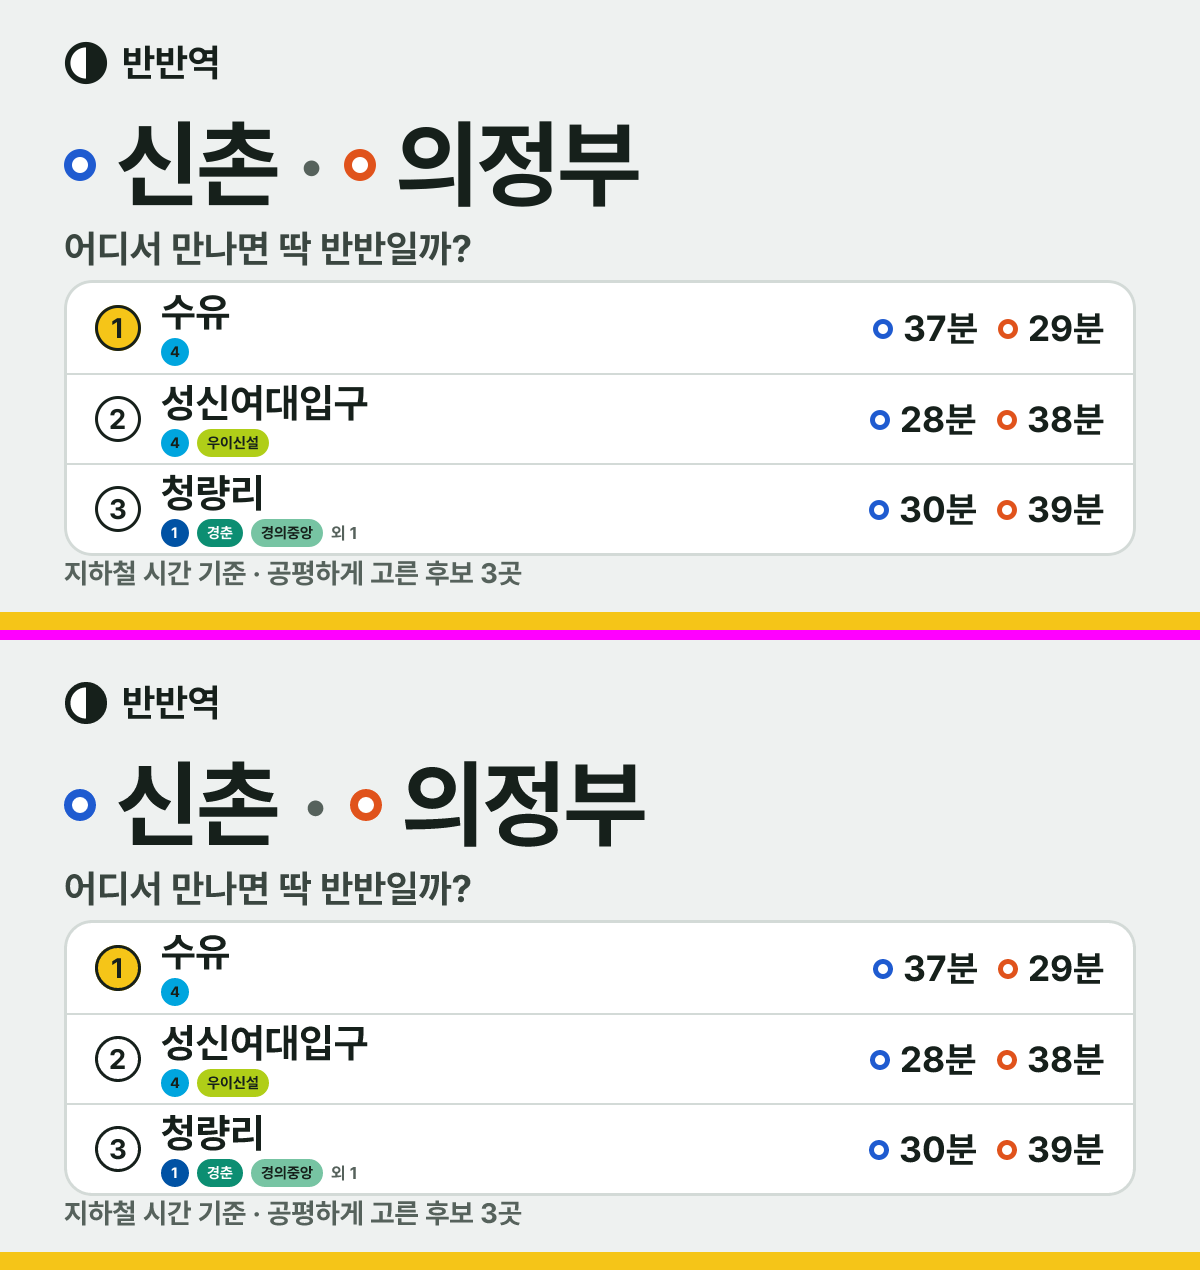 반반역
신촌 · 의정부
어디서 만나면 딱 반반일까?
1 수유 37분 29분
4
2 성신여대입구 28분 38분
4 우이신설
3 청량리 30분 39분
1 경춘 경의중앙 외 1
지하철 시간 기준 · 공평하게 고른 후보 3곳
반반역
신촌 · 의정부
어디서 만나면 딱 반반일까?
1 수유 37분 29분
4
2 성신여대입구 28분 38분
4 우이신설
3 청량리 30분 39분
1 경춘 경의중앙 외 1
지하철 시간 기준 · 공평하게 고른 후보 3곳